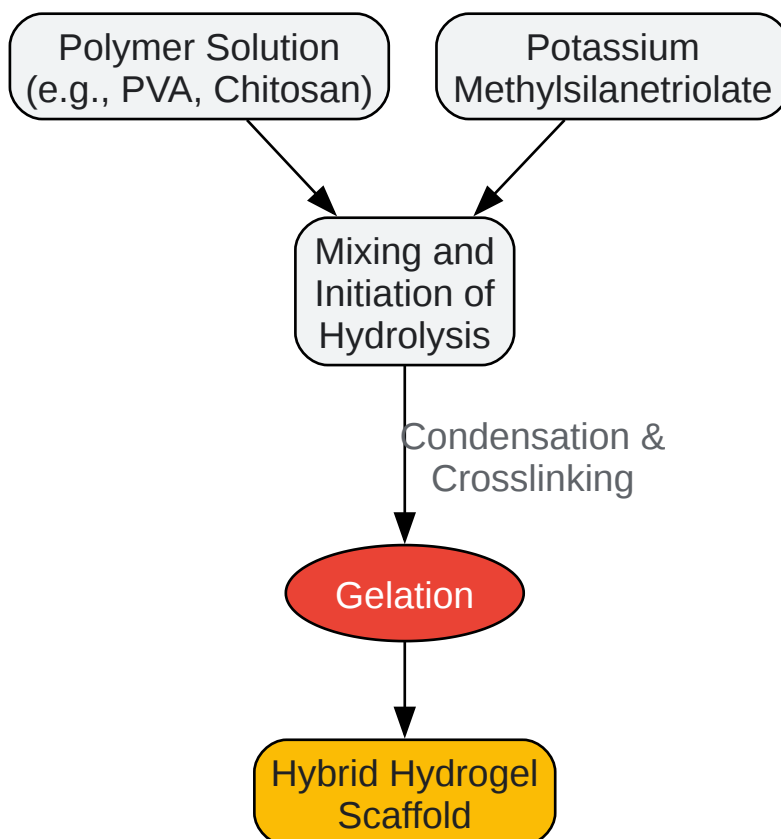 Polymer Solution
(e.g., PVA, Chitosan)
Potassium
Methylsilanetriolate
Mixing and
Initiation of
Hydrolysis
Condensation &
Crosslinking
Gelation
Hybrid Hydrogel
Scaffold